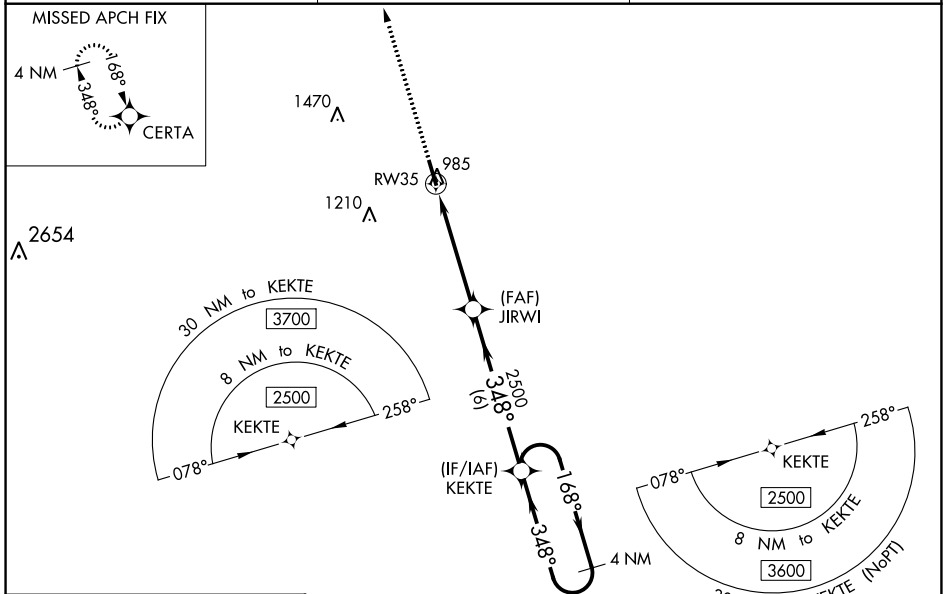 MISSED APCH FIX
4 NM
168°
348°
CERTA
1470
985
RW35
1210
2654
(FAF)
JIRWI
30 NM to KEKTE
3700
8 NM to KEKTE
2500
KEKTE
258°
078°
2500
348°
(6)
(IF/IAF)
KEKTE
168°
348°
4 NM
258°
078°
KEKTE
2500
8 NM to KEKTE
3600
KEKTE (NoPT)